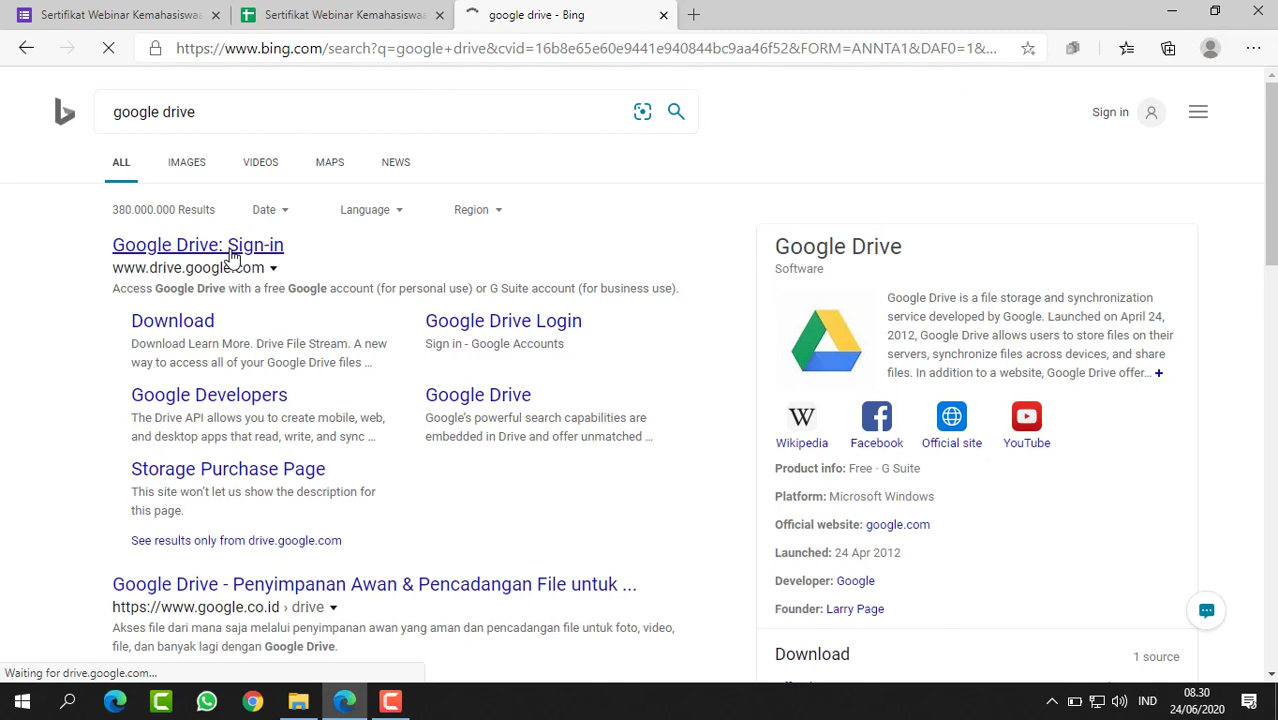 Sertifikat Webinar Kemahasiswaa
Sertifikat Webinar Kemahasiswaa
google drive - Bing
https://www.bing.com/search?q=google+drive&cvid=16b8e65e60e9441e940844bc9aa46f52&FORM=ANNTA1&DAF0=1&...
google drive
Sign in
ALL
IMAGES
VIDEOS
MAPS
NEWS
380.000.000 Results
Date
Language
Region
Google Drive: Sign-in
www.drive.google.com
Access Google Drive with a free Google account (for personal use) or G Suite account (for business use).
Download
Download Learn More. Drive File Stream. A new
way to access all of your Google Drive files ...
Google Drive Login
Sign in - Google Accounts
Google Developers
The Drive API allows you to create mobile, web,
and desktop apps that read, write, and sync ...
Google Drive
Google's powerful search capabilities are
embedded in Drive and offer unmatched ...
Storage Purchase Page
This site won't let us show the description for
this page.
See results only from drive.google.com
Google Drive - Penyimpanan Awan & Pencadangan File untuk ...
https://www.google.co.id › drive
Akses file dari mana saja melalui penyimpanan awan yang aman dan pencadangan file untuk foto, video,
file, dan banyak lagi dengan Google Drive.
Google Drive
Software
Google Drive is a file storage and synchronization
service developed by Google. Launched on April 24,
2012, Google Drive allows users to store files on their
servers, synchronize files across devices, and share
files. In addition to a website, Google Drive offer... +
W
Wikipedia
Facebook
Official site
YouTube
Product info: Free · G Suite
Platform: Microsoft Windows
Official website: google.com
Launched: 24 Apr 2012
Developer: Google
Founder: Larry Page
Download
1 source
Waiting for drive.google.com...
IND
08.30
24/06/2020